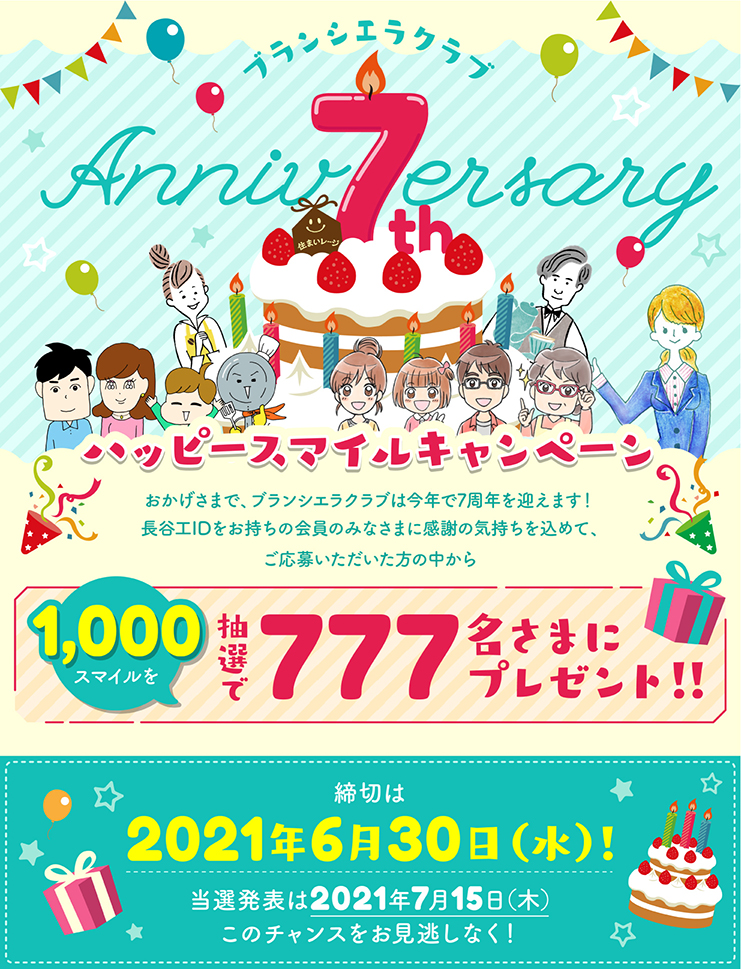 ブランシエラクラブ
Anniv7ersary
7th
住まいレージ
ハッピースマイルキャンペーン
おかげさまで、ブランシエラクラブは今年で7周年を迎えます！
長谷工IDをお持ちの会員のみなさまに感謝の気持ちを込めて、
ご応募いただいた方の中から
1,000
スマイルを
抽選で
777
名さまに
プレゼント!!
締切は
2021年6月30日（水）！
当選発表は2021年7月15日（木）
このチャンスをお見逃しなく！